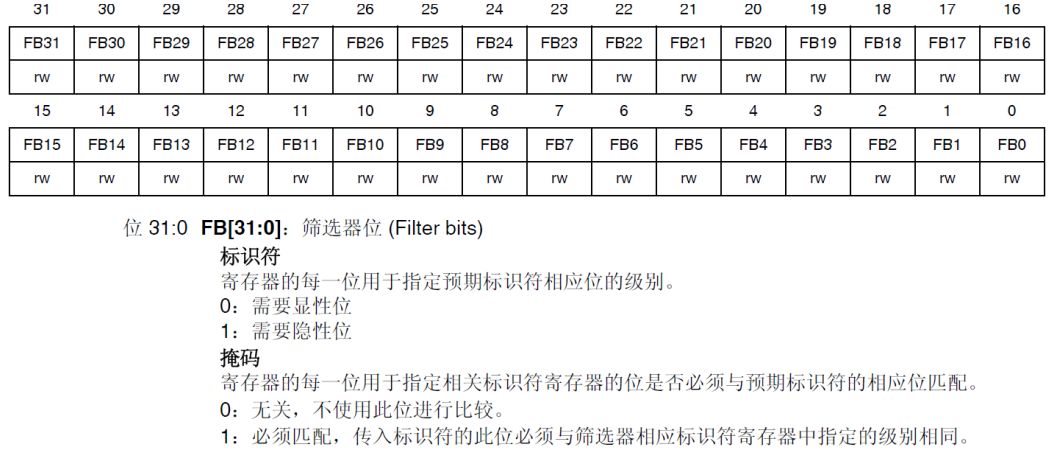 31 30 29 28 27 26 25 24 23 22 21 20 19 18 17 16
FB31 FB30 FB29 FB28 FB27 FB26 FB25 FB24 FB23 FB22 FB21 FB20 FB19 FB18 FB17 FB16
rw rw rw rw rw rw rw rw rw rw rw rw rw rw rw rw
15 14 13 12 11 10 9 8 7 6 5 4 3 2 1 0
FB15 FB14 FB13 FB12 FB11 FB10 FB9 FB8 FB7 FB6 FB5 FB4 FB3 FB2 FB1 FB0
rw rw rw rw rw rw rw rw rw rw rw rw rw rw rw rw
位 31:0 FB[31:0]：筛选器位 (Filter bits)
标识符
寄存器的每一位用于指定预期标识符相应位的级别。
0：需要显性位
1：需要隐性位
掩码
寄存器的每一位用于指定相关标识符寄存器的位是否必须与预期标识符的相应位匹配。
0：无关，不使用此位进行比较。
1：必须匹配，传入标识符的此位必须与筛选器相应标识符寄存器中指定的级别相同。